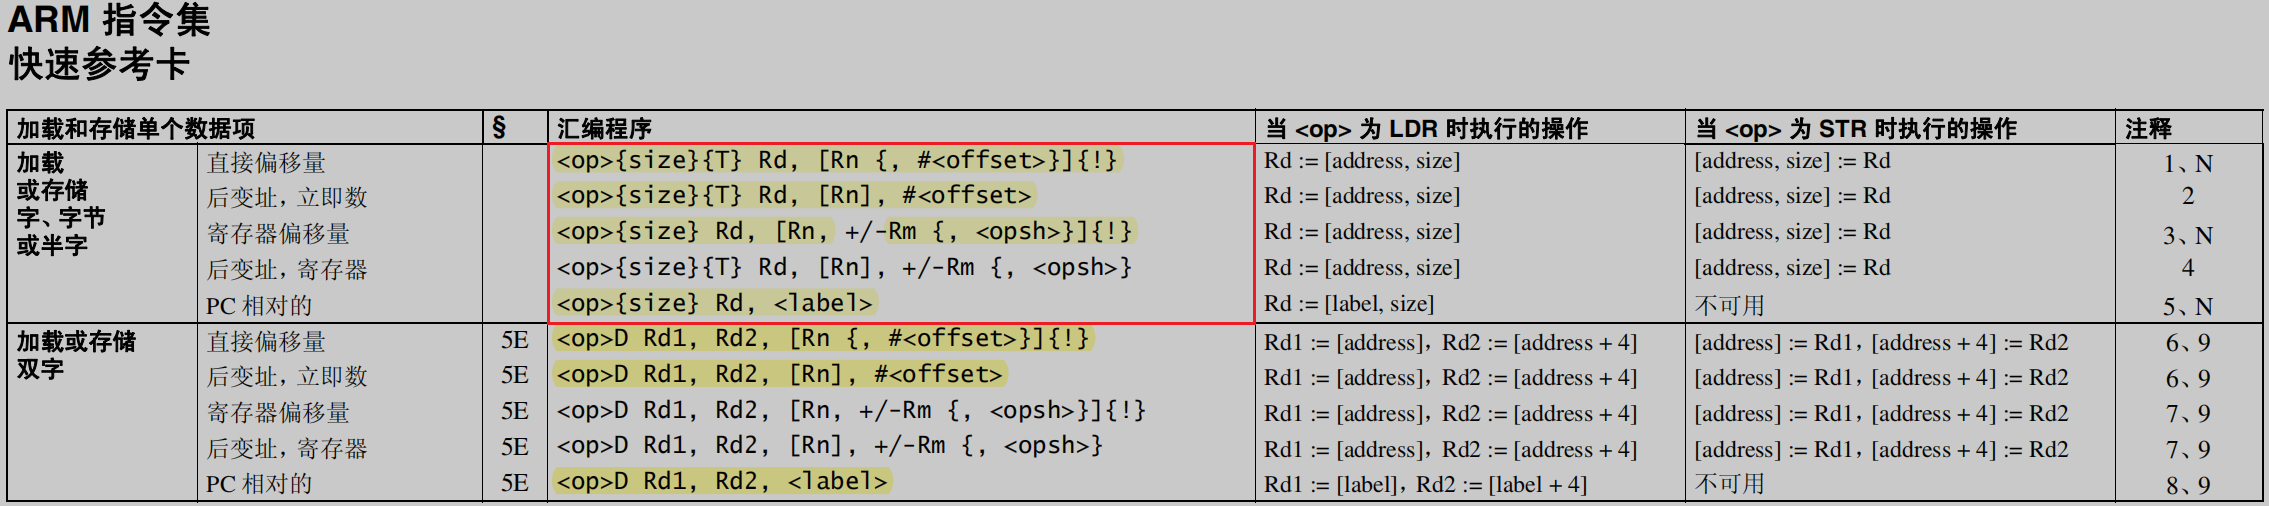 ARM 指令集
快速参考卡
加载和存储单个数据项 § 汇编程序 当 <op> 为 LDR 时执行的操作 当 <op> 为 STR 时执行的操作 注释
加载 直接偏移量 <op>{size}{T} Rd, [Rn {, #<offset>}]{!} Rd := [address, size] [address, size] := Rd 1、N
或存储 后变址，立即数 <op>{size}{T} Rd, [Rn], #<offset> Rd := [address, size] [address, size] := Rd 2
字、字节 寄存器偏移量 <op>{size} Rd, [Rn, +/-Rm {, <opsh>}]{!} Rd := [address, size] [address, size] := Rd 3、N
或半字 后变址，寄存器 <op>{size}{T} Rd, [Rn], +/-Rm {, <opsh>} Rd := [address, size] [address, size] := Rd 4
PC 相对的 <op>{size} Rd, <label> Rd := [label, size] 不可用 5、N
加载或存储 直接偏移量 5E <op>D Rd1, Rd2, [Rn {, #<offset>}]{!} Rd1 := [address]，Rd2 := [address + 4] [address] := Rd1，[address + 4] := Rd2 6、9
双字 后变址，立即数 5E <op>D Rd1, Rd2, [Rn], #<offset> Rd1 := [address]，Rd2 := [address + 4] [address] := Rd1，[address + 4] := Rd2 6、9
寄存器偏移量 5E <op>D Rd1, Rd2, [Rn, +/-Rm {, <opsh>}]{!} Rd1 := [address]，Rd2 := [address + 4] [address] := Rd1，[address + 4] := Rd2 7、9
后变址，寄存器 5E <op>D Rd1, Rd2, [Rn], +/-Rm {, <opsh>} Rd1 := [address]，Rd2 := [address + 4] [address] := Rd1，[address + 4] := Rd2 7、9
PC 相对的 5E <op>D Rd1, Rd2, <label> Rd1 := [label]，Rd2 := [label + 4] 不可用 8、9